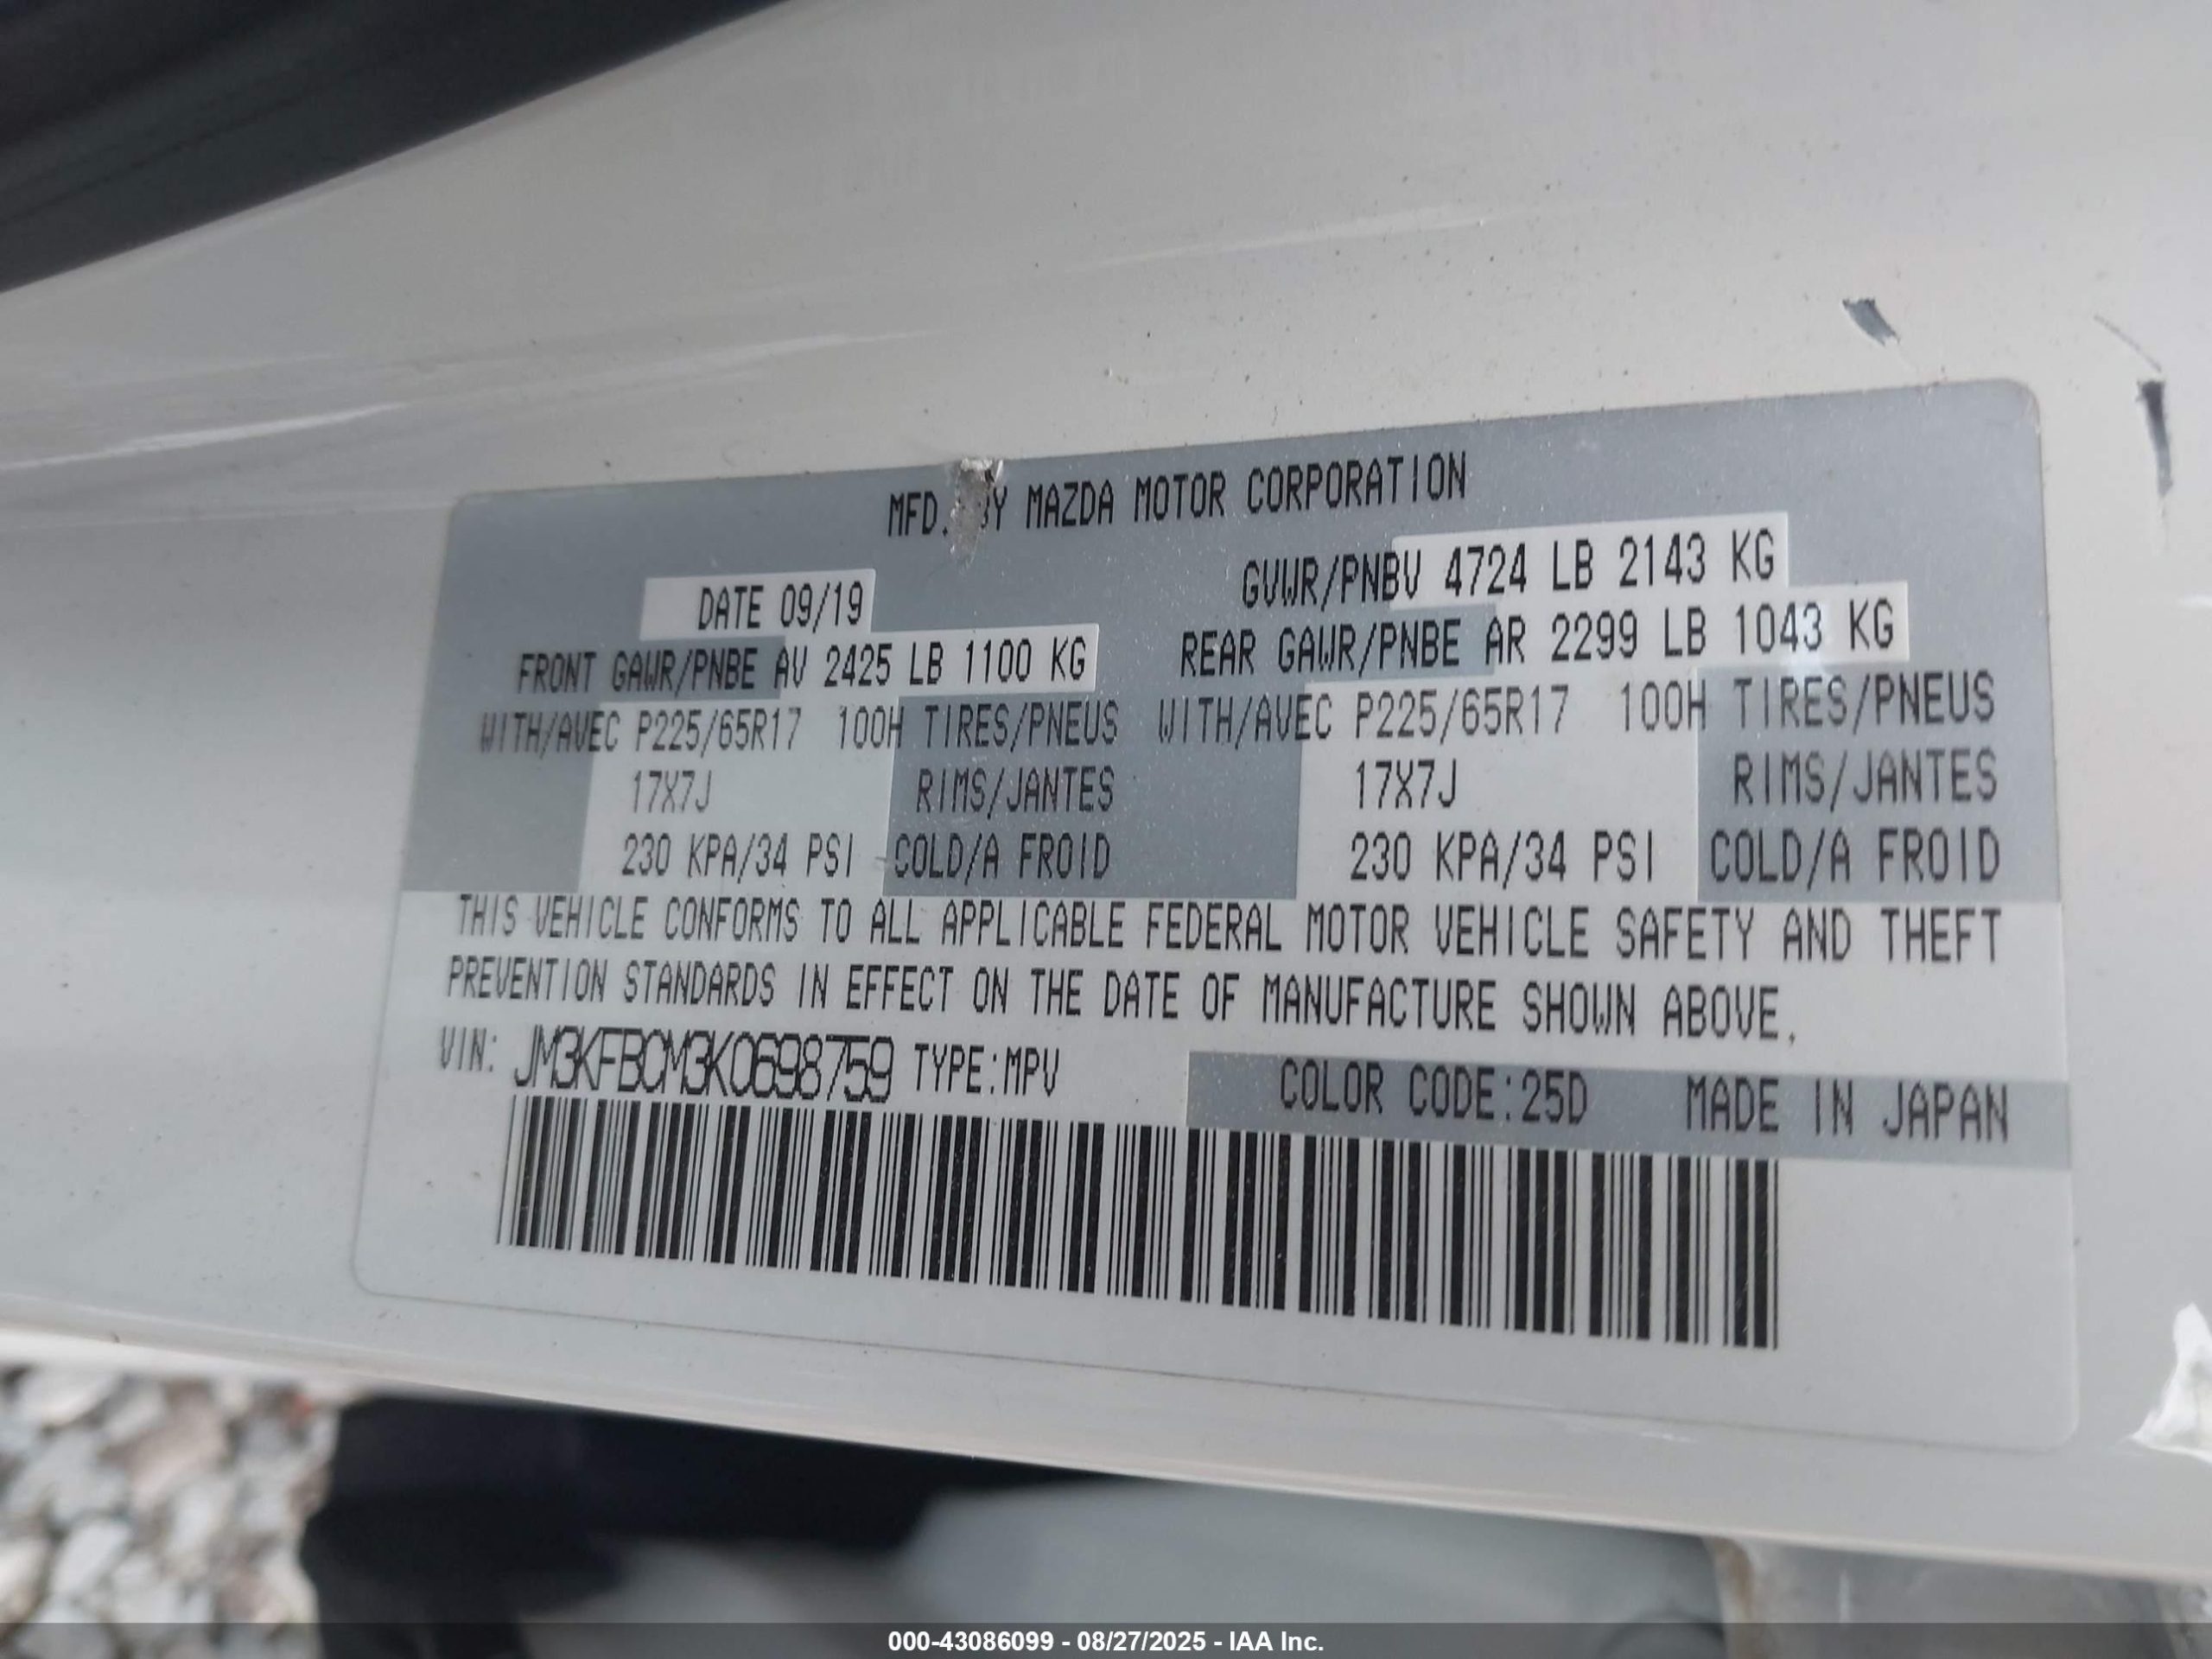 MFD. BY MAZDA MOTOR CORPORATION
DATE 09/19 GVWR/PNBV 4724 LB 2143 KG
FRONT GAWR/PNBE AV 2425 LB 1100 KG REAR GAWR/PNBE AR 2299 LB 1043 KG
WITH/AVEC P225/65R17 100H TIRES/PNEUS WITH/AVEC P225/65R17 100H TIRES/PNEUS
17X7J RIMS/JANTES 17X7J RIMS/JANTES
230 KPA/34 PSI COLD/A FROID 230 KPA/34 PSI COLD/A FROID
THIS VEHICLE CONFORMS TO ALL APPLICABLE FEDERAL MOTOR VEHICLE SAFETY AND THEFT
PREVENTION STANDARDS IN EFFECT ON THE DATE OF MANUFACTURE SHOWN ABOVE.
VIN: JM3KFBCM3K0698759 TYPE:MPV COLOR CODE:25D MADE IN JAPAN
000-43086099 - 08/27/2025 - IAA Inc.